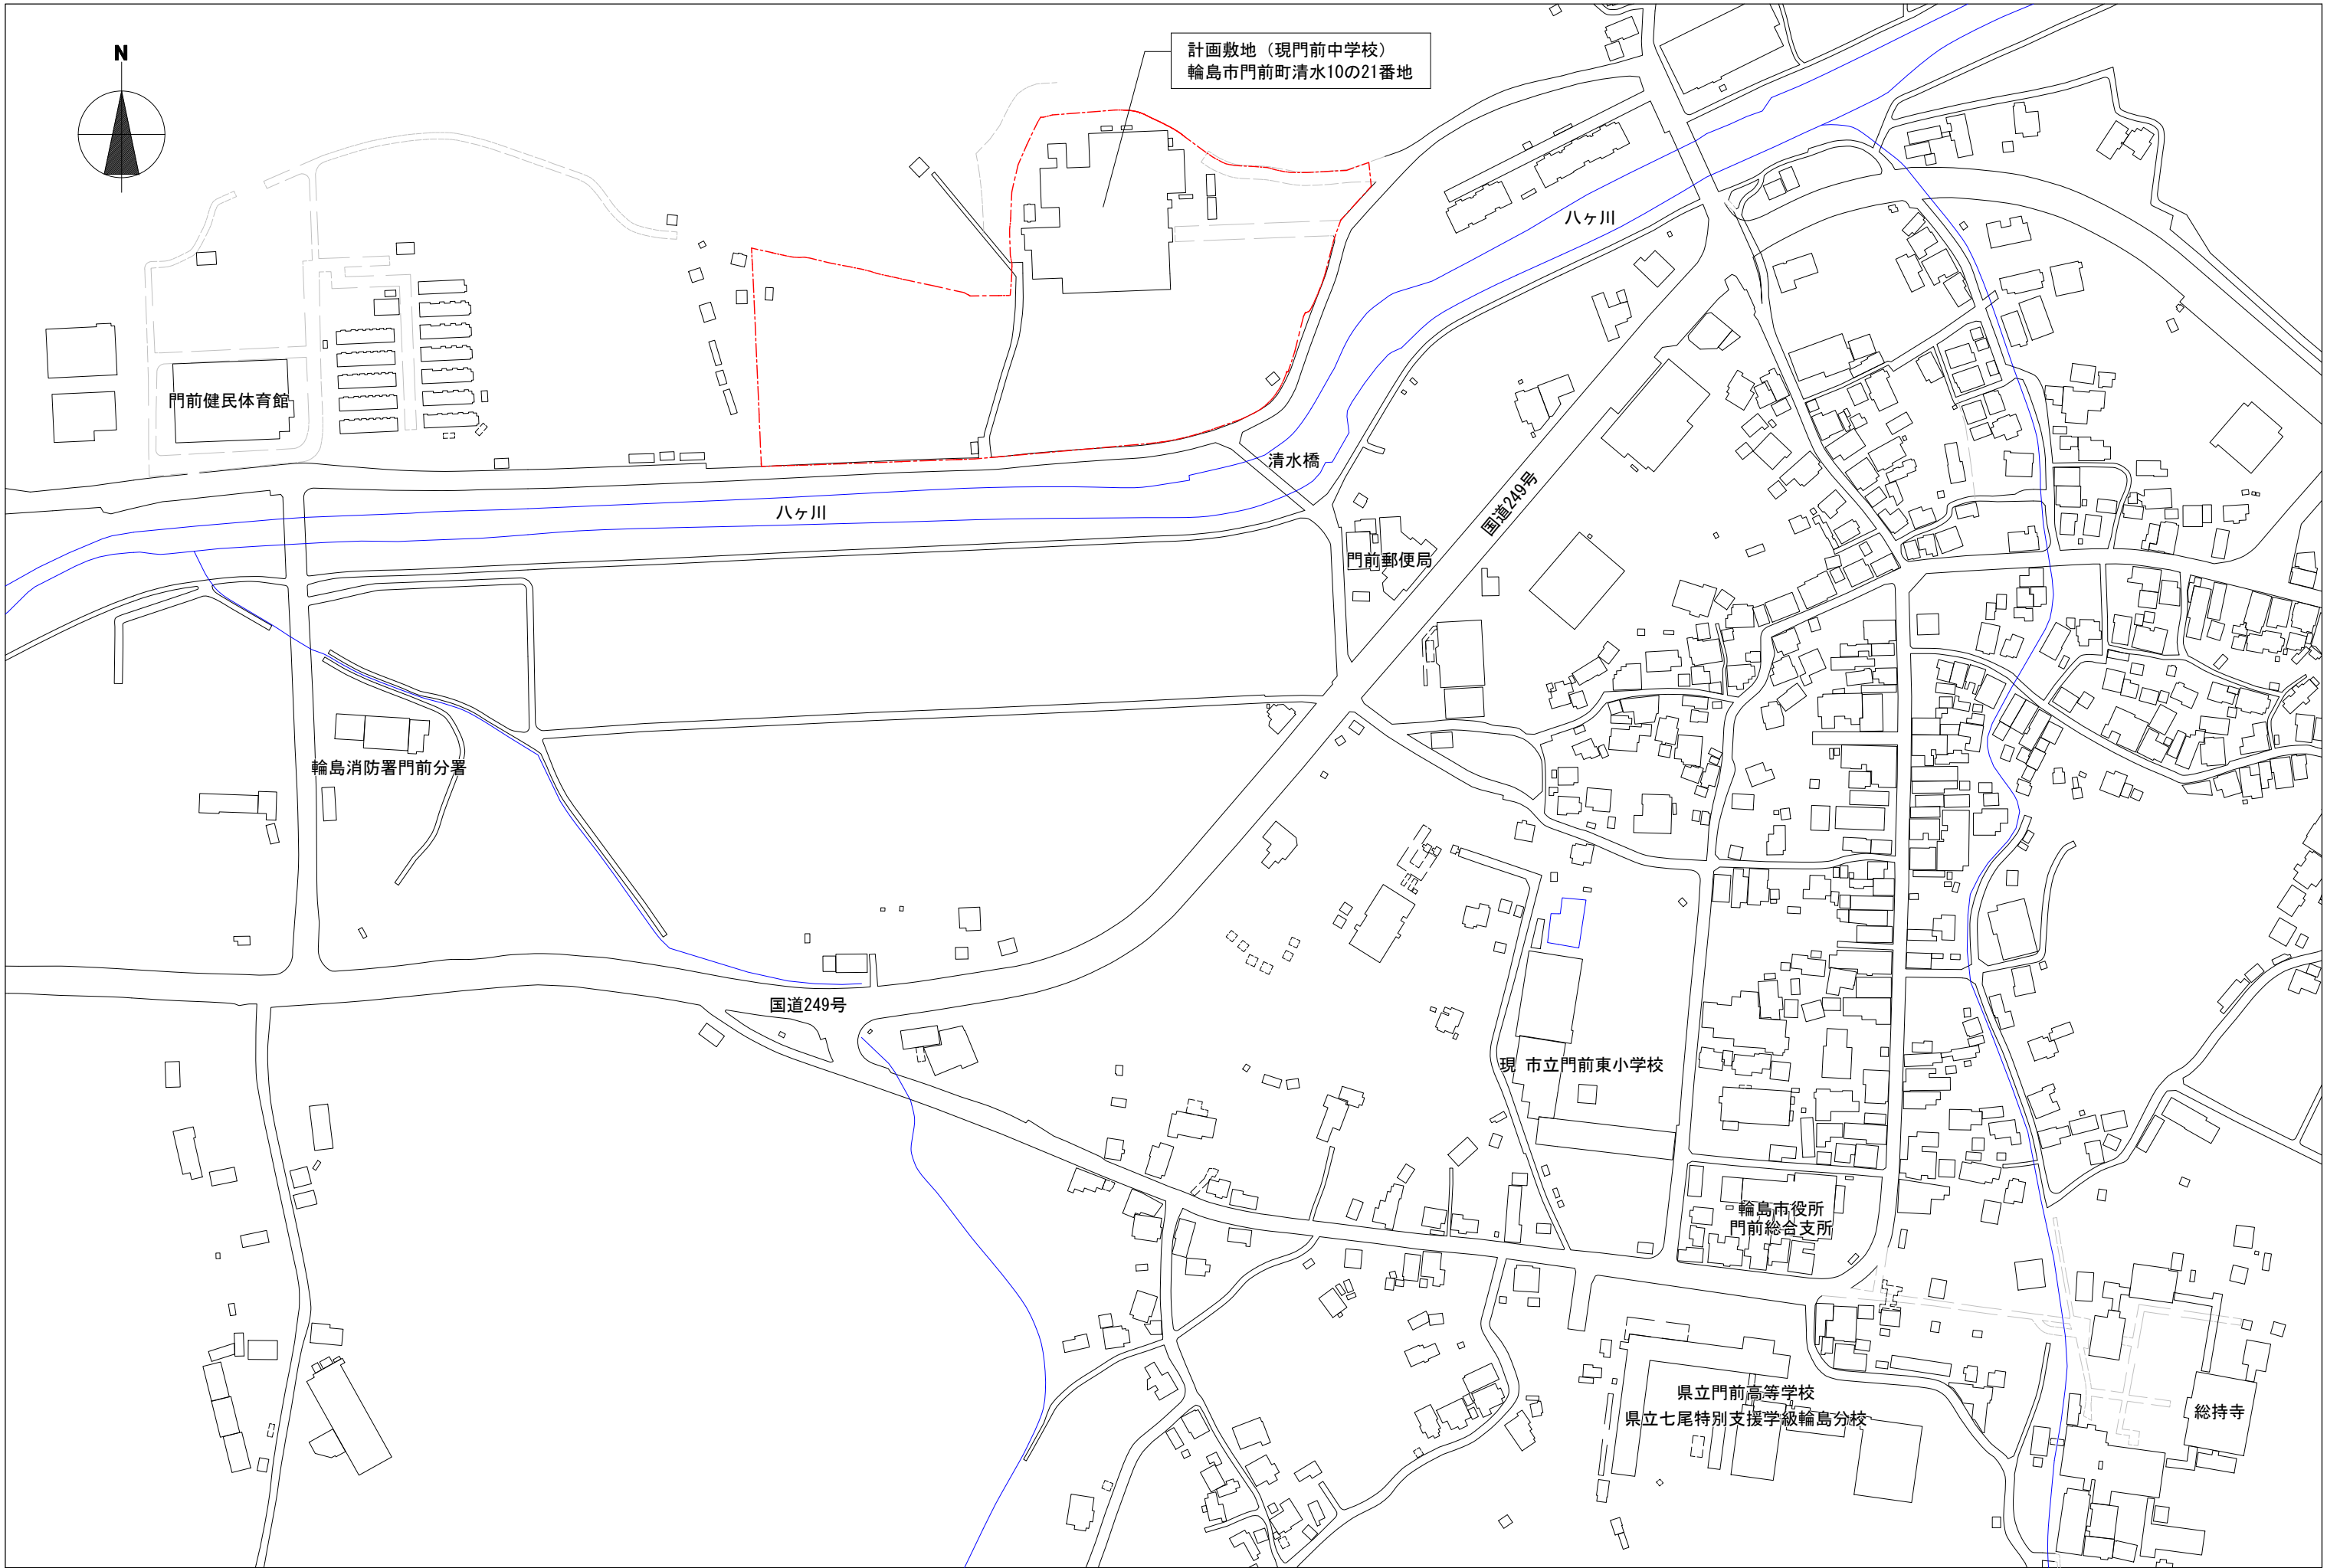 N
計画敷地（現門前中学校）
輪島市門前町清水10の21番地
八ヶ川
門前健民体育館
清水橋
国道249号
八ヶ川
門前郵便局
輪島消防署門前分署
国道249号
現 市立門前東小学校
輪島市役所
門前総合支所
県立門前高等学校
県立七尾特別支援学級輪島分校
総持寺